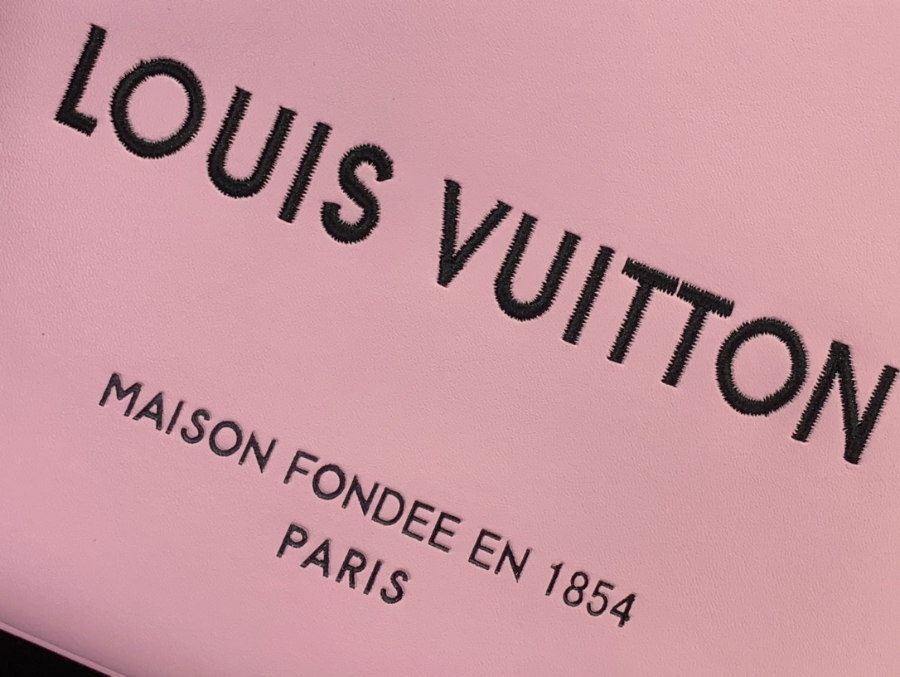 LOUIS VUITTON
MAISON FONDEE EN 1854
PARIS